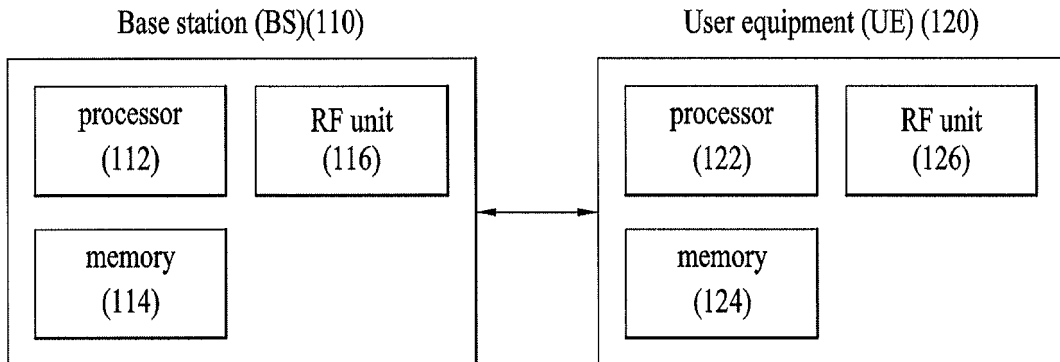 Base station (BS)(110)
processor
(112)
RF unit
(116)
memory
(114)
User equipment (UE) (120)
processor
(122)
RF unit
(126)
memory
(124)